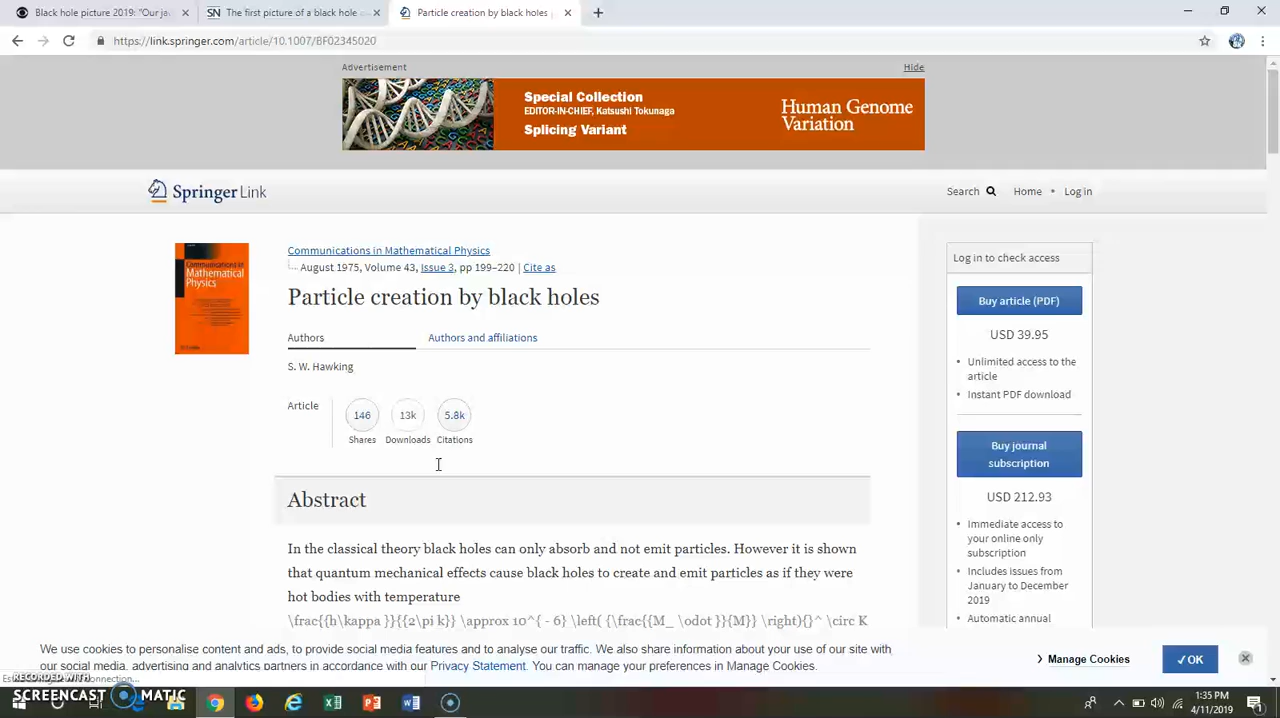 Black hole picture 2019: "Our ja
The first picture of a black hole
Particle creation by black holes
https://link.springer.com/article/10.1007/BF02345020
Advertisement
Hide
Special Collection
EDITOR-IN-CHIEF, Katsushi Tokunaga
Splicing Variant
Human Genome
Variation
Springer Link
Search
Home • Log in
Communications in Mathematical Physics
August 1975, Volume 43, Issue 3, pp 199–220 | Cite as
Particle creation by black holes
Authors
Authors and affiliations
S. W. Hawking
Article
146
Shares
13k
Downloads
5.8k
Citations
Abstract
In the classical theory black holes can only absorb and not emit particles. However it is shown
that quantum mechanical effects cause black holes to create and emit particles as if they were
hot bodies with temperature
\frac{{h\kappa }}{{2\pi k}} \approx 10^{ - 6} \left( {\frac{{M_ \odot }}{M}} \right){}^ \circ K
Communications in
Mathematical
Physics
Log in to check access
Buy article (PDF)
USD 39.95
• Unlimited access to the
article
• Instant PDF download
Buy journal
subscription
USD 212.93
• Immediate access to
your online only
subscription
• Includes issues from
January to December
2019
• Automatic annual
We use cookies to personalise content and ads, to provide social media features and to analyse our traffic. We also share information about your use of our site with
our social media, advertising and analytics partners in accordance with our Privacy Statement. You can manage your preferences in Manage Cookies.
Manage Cookies
✓ OK
RECORDED WITH
SCREENCAST MATIC
1:35 PM
4/11/2019